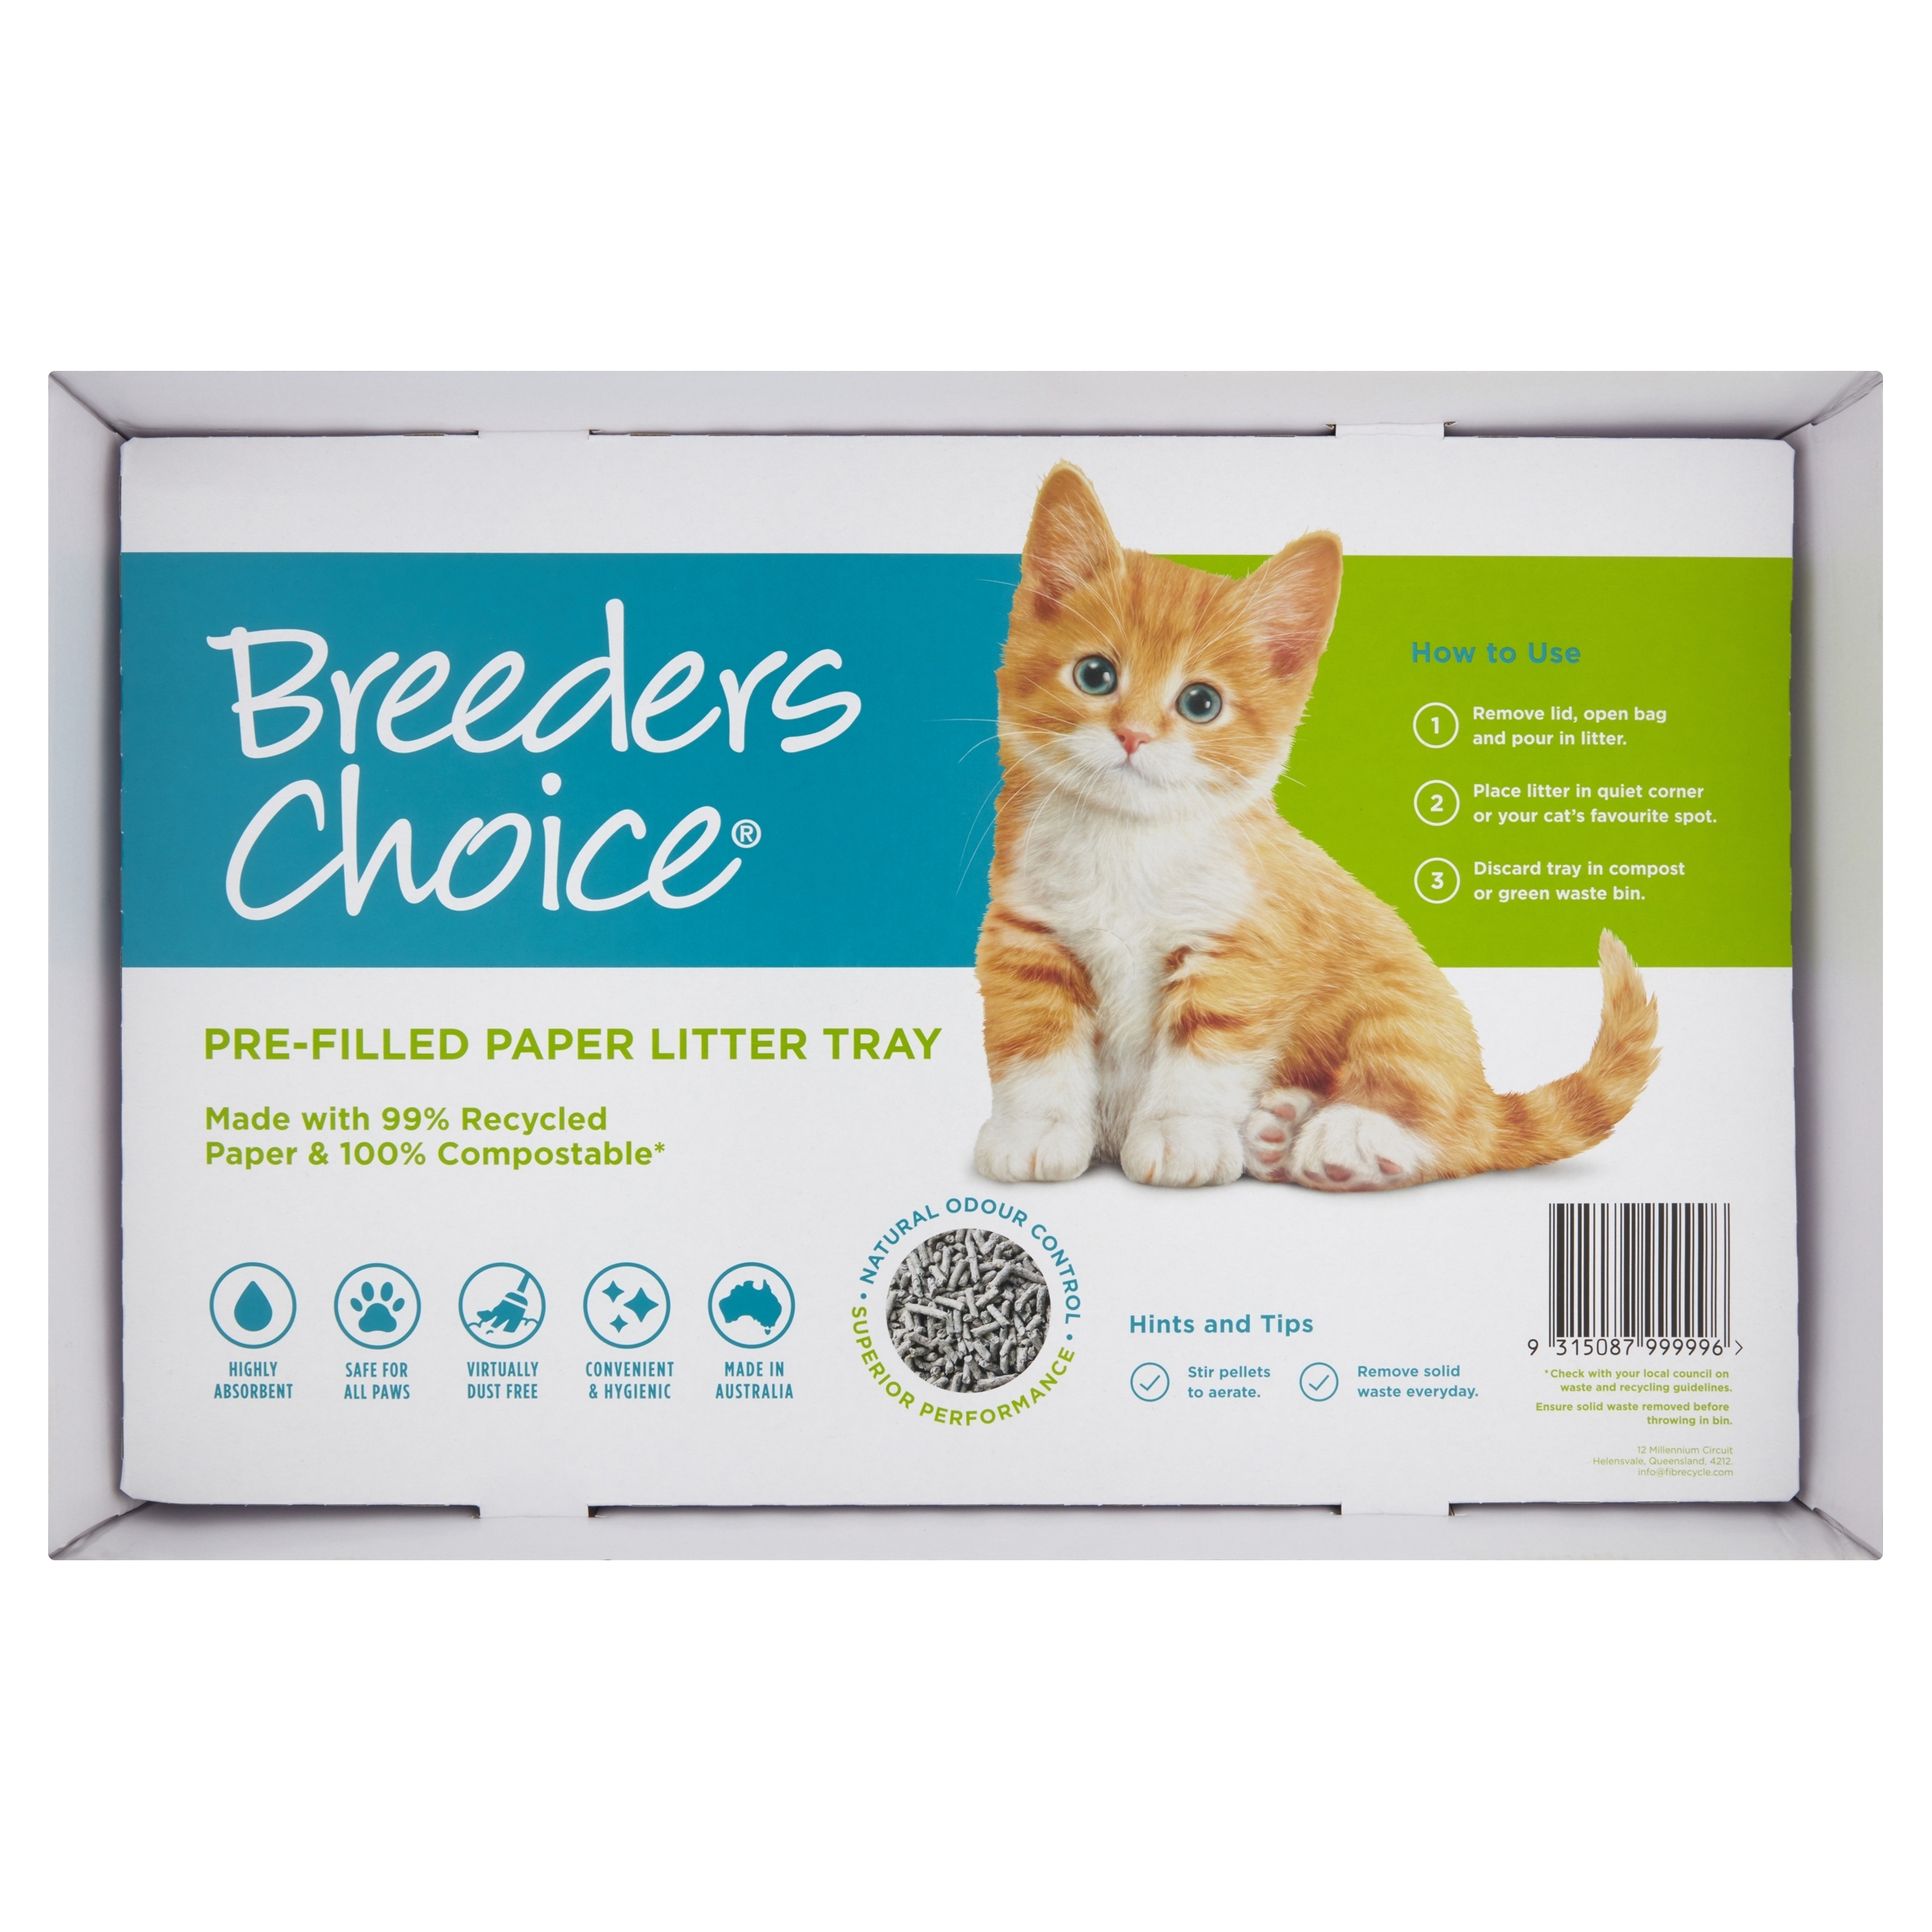 Breeders
Choice®
How to Use
1 Remove lid, open bag
and pour in litter.
2 Place litter in quiet corner
or your cat's favourite spot.
3 Discard tray in compost
or green waste bin.
PRE-FILLED PAPER LITTER TRAY
Made with 99% Recycled
Paper & 100% Compostable*
HIGHLY
ABSORBENT
SAFE FOR
ALL PAWS
VIRTUALLY
DUST FREE
CONVENIENT
& HYGIENIC
MADE IN
AUSTRALIA
• NATURAL ODOUR CONTROL •
SUPERIOR PERFORMANCE
Hints and Tips
Stir pellets
to aerate.
Remove solid
waste everyday.
9 315087 999996 >
*Check with your local council on
waste and recycling guidelines.
Ensure solid waste removed before
throwing in bin.
12 Millennium Circuit
Helensvale, Queensland, 4212.
info@fibrecycle.com